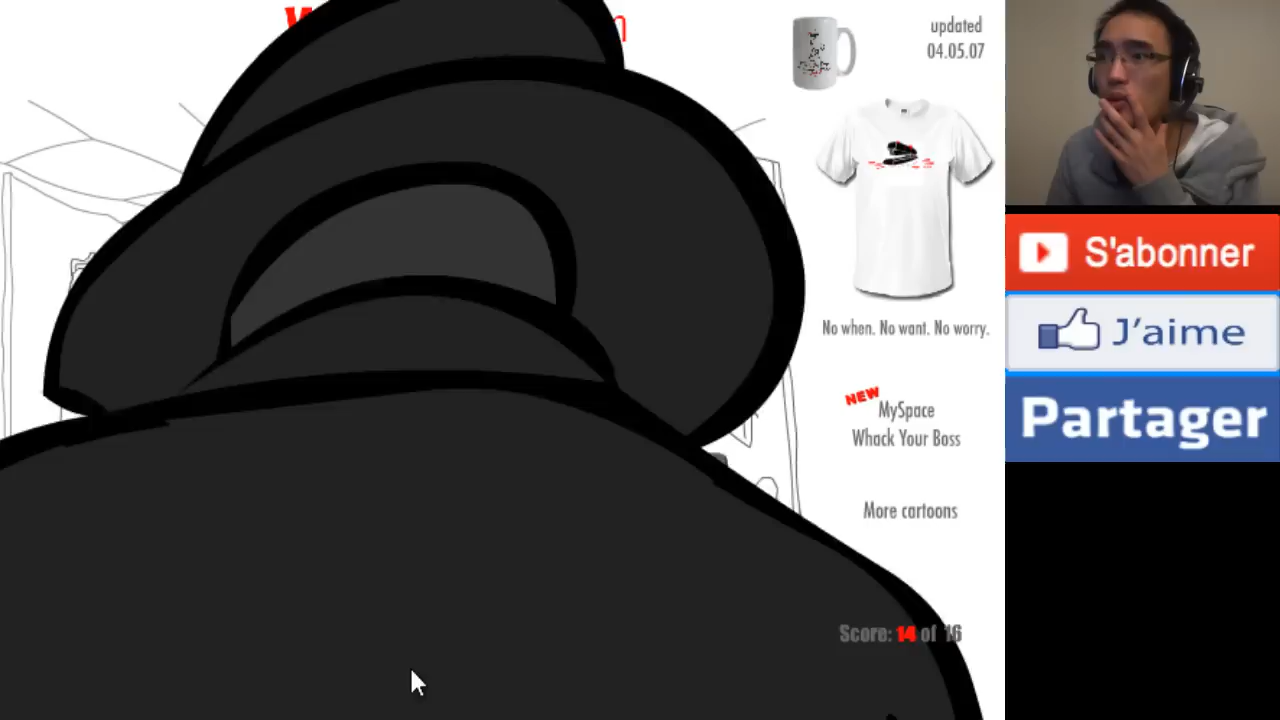 updated
04.05.07
No when. No want. No worry.
NEW
MySpace
Whack Your Boss
More cartoons
Score: 14 of 16
S'abonner
J'aime
Partager